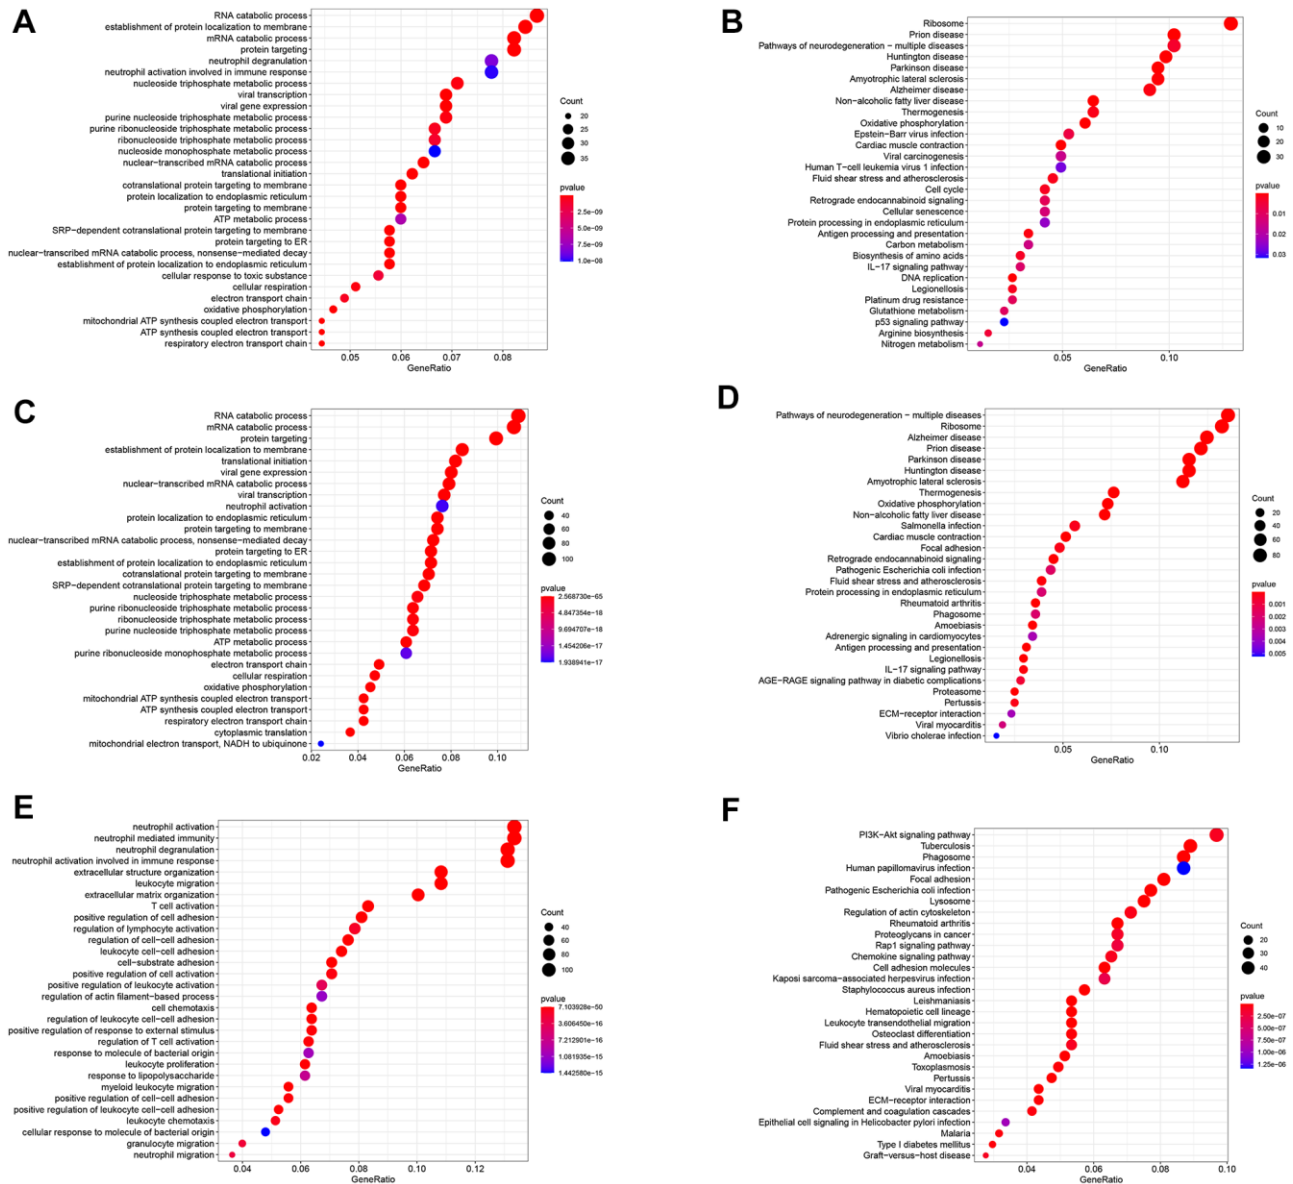 A
RNA catabolic process
establishment of protein localization to membrane
mRNA catabolic process
protein targeting
neutrophil degranulation
neutrophil activation involved in immune response
nucleoside triphosphate metabolic process
viral transcription
viral gene expression
purine nucleoside triphosphate metabolic process
purine ribonucleoside triphosphate metabolic process
ribonucleoside triphosphate metabolic process
nucleoside monophosphate metabolic process
nuclear-transcribed mRNA catabolic process
translational initiation
cotranslational protein targeting to membrane
protein localization to endoplasmic reticulum
protein targeting to membrane
ATP metabolic process
SRP-dependent cotranslational protein targeting to membrane
protein targeting to ER
nuclear-transcribed mRNA catabolic process, nonsense-mediated decay
establishment of protein localization to endoplasmic reticulum
cellular response to toxic substance
cellular respiration
electron transport chain
oxidative phosphorylation
mitochondrial ATP synthesis coupled electron transport
ATP synthesis coupled electron transport
respiratory electron transport chain
0.05 0.06 0.07 0.08
GeneRatio
Count
20
25
30
35
pvalue
2.5e-09
5.0e-09
7.5e-09
1.0e-08
B
Ribosome
Prion disease
Pathways of neurodegeneration - multiple diseases
Huntington disease
Parkinson disease
Amyotrophic lateral sclerosis
Alzheimer disease
Non-alcoholic fatty liver disease
Thermogenesis
Oxidative phosphorylation
Epstein-Barr virus infection
Cardiac muscle contraction
Viral carcinogenesis
Human T-cell leukemia virus 1 infection
Fluid shear stress and atherosclerosis
Cell cycle
Retrograde endocannabinoid signaling
Cellular senescence
Protein processing in endoplasmic reticulum
Antigen processing and presentation
Carbon metabolism
Biosynthesis of amino acids
IL-17 signaling pathway
DNA replication
Legionellosis
Platinum drug resistance
Glutathione metabolism
p53 signaling pathway
Arginine biosynthesis
Nitrogen metabolism
0.05 0.10
GeneRatio
Count
10
20
30
pvalue
0.01
0.02
0.03
C
RNA catabolic process
mRNA catabolic process
protein targeting
establishment of protein localization to membrane
translational initiation
viral gene expression
nuclear-transcribed mRNA catabolic process
viral transcription
neutrophil activation
protein localization to endoplasmic reticulum
protein targeting to membrane
nuclear-transcribed mRNA catabolic process, nonsense-mediated decay
protein targeting to ER
establishment of protein localization to endoplasmic reticulum
cotranslational protein targeting to membrane
SRP-dependent cotranslational protein targeting to membrane
nucleoside triphosphate metabolic process
purine ribonucleoside triphosphate metabolic process
ribonucleoside triphosphate metabolic process
purine nucleoside triphosphate metabolic process
ATP metabolic process
purine ribonucleoside monophosphate metabolic process
electron transport chain
cellular respiration
oxidative phosphorylation
mitochondrial ATP synthesis coupled electron transport
ATP synthesis coupled electron transport
respiratory electron transport chain
cytoplasmic translation
mitochondrial electron transport, NADH to ubiquinone
0.02 0.04 0.06 0.08 0.10
GeneRatio
Count
40
60
80
100
pvalue
2.568730e-65
4.847354e-18
9.694707e-18
1.454206e-17
1.938941e-17
D
Pathways of neurodegeneration - multiple diseases
Ribosome
Alzheimer disease
Prion disease
Parkinson disease
Huntington disease
Amyotrophic lateral sclerosis
Thermogenesis
Oxidative phosphorylation
Non-alcoholic fatty liver disease
Salmonella infection
Cardiac muscle contraction
Focal adhesion
Retrograde endocannabinoid signaling
Pathogenic Escherichia coli infection
Fluid shear stress and atherosclerosis
Protein processing in endoplasmic reticulum
Rheumatoid arthritis
Phagosome
Amoebiasis
Adrenergic signaling in cardiomyocytes
Antigen processing and presentation
Legionellosis
IL-17 signaling pathway
AGE-RAGE signaling pathway in diabetic complications
Proteasome
Pertussis
ECM-receptor interaction
Viral myocarditis
Vibrio cholerae infection
0.05 0.10
GeneRatio
Count
20
40
60
80
pvalue
0.001
0.002
0.003
0.004
0.005
E
neutrophil activation
neutrophil mediated immunity
neutrophil degranulation
neutrophil activation involved in immune response
extracellular structure organization
leukocyte migration
extracellular matrix organization
T cell activation
positive regulation of cell adhesion
regulation of lymphocyte activation
regulation of cell-cell adhesion
leukocyte cell-cell adhesion
cell-substrate adhesion
positive regulation of cell activation
positive regulation of leukocyte activation
regulation of actin filament-based process
cell chemotaxis
regulation of leukocyte cell-cell adhesion
positive regulation of response to external stimulus
regulation of T cell activation
response to molecule of bacterial origin
leukocyte proliferation
response to lipopolysaccharide
myeloid leukocyte migration
positive regulation of cell-cell adhesion
positive regulation of leukocyte cell-cell adhesion
leukocyte chemotaxis
cellular response to molecule of bacterial origin
granulocyte migration
neutrophil migration
0.04 0.06 0.08 0.10 0.12
GeneRatio
Count
40
60
80
100
pvalue
7.103928e-50
3.606450e-16
7.212901e-16
1.081935e-15
1.442580e-15
F
PI3K-Akt signaling pathway
Tuberculosis
Phagosome
Human papillomavirus infection
Focal adhesion
Pathogenic Escherichia coli infection
Lysosome
Regulation of actin cytoskeleton
Rheumatoid arthritis
Proteoglycans in cancer
Rap1 signaling pathway
Chemokine signaling pathway
Cell adhesion molecules
Kaposi sarcoma-associated herpesvirus infection
Staphylococcus aureus infection
Leishmaniasis
Hematopoietic cell lineage
Leukocyte transendothelial migration
Osteoclast differentiation
Fluid shear stress and atherosclerosis
Amoebiasis
Toxoplasmosis
Pertussis
Viral myocarditis
ECM-receptor interaction
Complement and coagulation cascades
Epithelial cell signaling in Helicobacter pylori infection
Malaria
Type I diabetes mellitus
Graft-versus-host disease
0.04 0.06 0.08 0.10
GeneRatio
Count
20
30
40
pvalue
2.50e-07
5.00e-07
7.50e-07
1.00e-06
1.25e-06